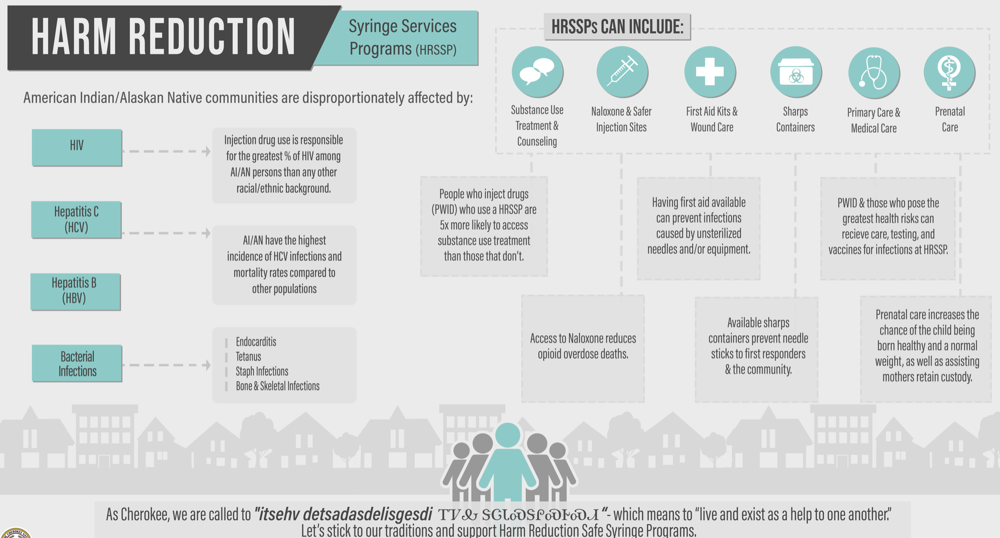 HARM REDUCTION
Syringe Services
Programs (HRSSP)
American Indian/Alaskan Native communities are disproportionately affected by:
HIV
Injection drug use is responsible
for the greatest % of HIV among
AI/AN persons than any other
racial/ethnic background.
Hepatitis C
(HCV)
AI/AN have the highest
incidence of HCV infections and
mortality rates compared to
other populations
Hepatitis B
(HBV)
Bacterial
Infections
Endocarditis
Tetanus
Staph Infections
Bone & Skeletal Infections
HRSSPs CAN INCLUDE:
Substance Use
Treatment &
Counseling
Naloxone & Safer
Injection Sites
First Aid Kits &
Wound Care
Sharps
Containers
Primary Care &
Medical Care
Prenatal
Care
People who inject drugs
(PWID) who use a HRSSP are
5x more likely to access
substance use treatment
than those that don't.
Having first aid available
can prevent infections
caused by unsterilized
needles and/or equipment.
PWID & those who pose the
greatest health risks can
recieve care, testing, and
vaccines for infections at HRSSP.
Access to Naloxone reduces
opioid overdose deaths.
Available sharps
containers prevent needle
sticks to first responders
& the community.
Prenatal care increases the
chance of the child being
born healthy and a normal
weight, as well as assisting
mothers retain custody.
As Cherokee, we are called to "itsehv detsadasdelisgesdi ᎢᏤᎲ ᏕᏣᏓᏍᏕᎵᏍᎨᏍᏗ “- which means to “live and exist as a help to one another.”
Let's stick to our traditions and support Harm Reduction Safe Syringe Programs.